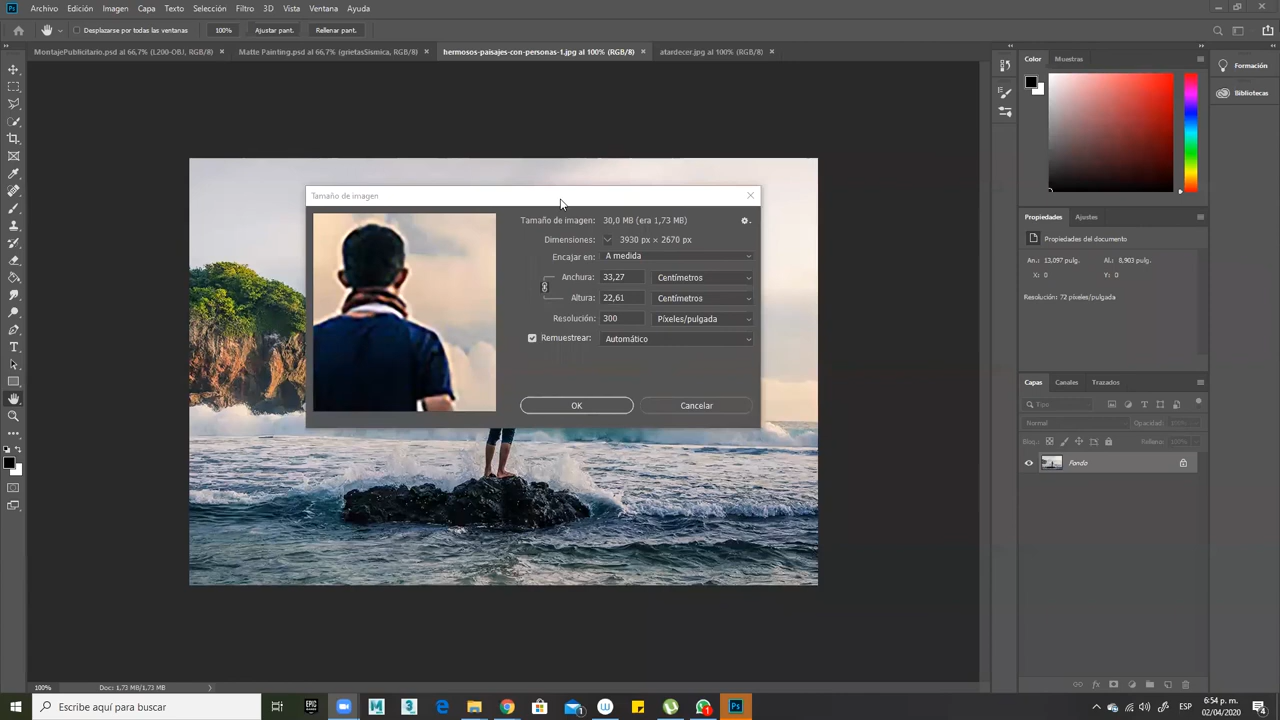 Archivo Edición Imagen Capa Texto Selección Filtro 3D Vista Ventana Ayuda
Desplazarse por todas las ventanas 100% Ajustar pant. Rellenar pant.
MontajePublicitario.psd al 66,7% (L200-OBJ, RGB/8) Matte Painting.psd al 66,7% (grietasSismica, RGB/8) hermosos-paisajes-con-personas-1.jpg al 100% (RGB/8) atardecer.jpg al 100% (RGB/8)
Color Muestras
Formación
Bibliotecas
Tamaño de imagen
Tamaño de imagen: 30,0 MB (era 1,73 MB)
Dimensiones: 3930 px × 2670 px
Encajar en: A medida
Anchura: 33,27 Centímetros
Altura: 22,61 Centímetros
Resolución: 300 Píxeles/pulgada
Remuestrear: Automático
OK Cancelar
Propiedades Ajustes
Propiedades del documento
An.: 13,097 pulg. Al.: 8,903 pulg.
X: 0 Y: 0
Resolución: 72 píxeles/pulgada
Capas Canales Trazados
Tipo
Normal Opacidad: 100%
Bloq.: Relleno: 100%
Fondo
100% Doc: 1,73 MB/1,73 MB
Escribe aquí para buscar
ESP
6:54 p. m.
02/04/2020